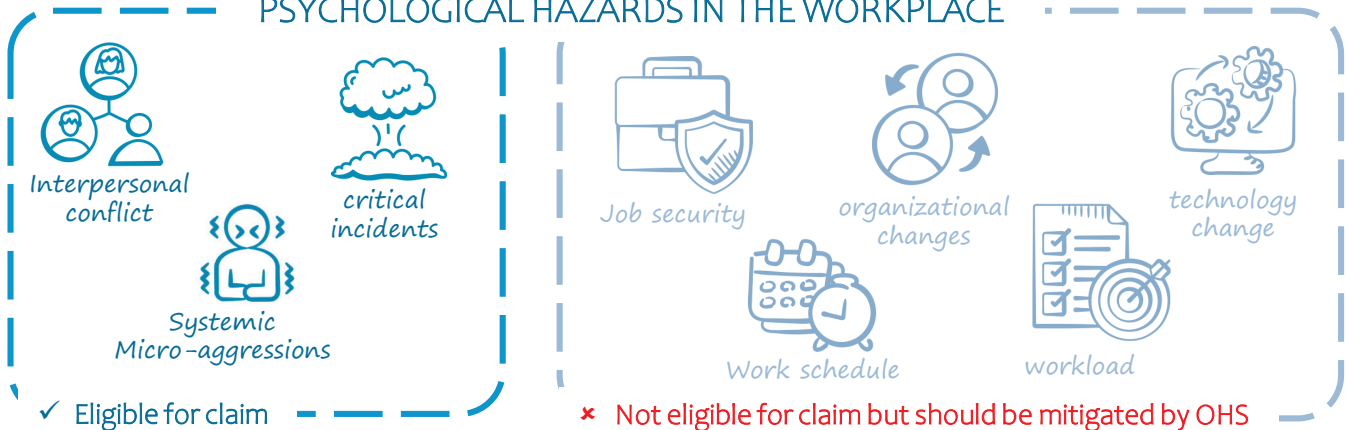 PSYCHOLOGICAL HAZARDS IN THE WORKPLACE
Interpersonal
conflict
critical
incidents
Systemic
Micro-aggressions
✓ Eligible for claim
Job security
organizational
changes
technology
change
Work schedule
workload
× Not eligible for claim but should be mitigated by OHS